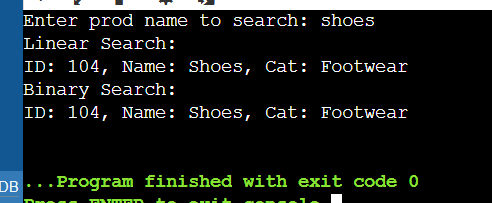 Enter prod name to search: shoes
Linear Search:
ID: 104, Name: Shoes, Cat: Footwear
Binary Search:
ID: 104, Name: Shoes, Cat: Footwear
DB
...Program finished with exit code 0
Press ENTER to exit console.